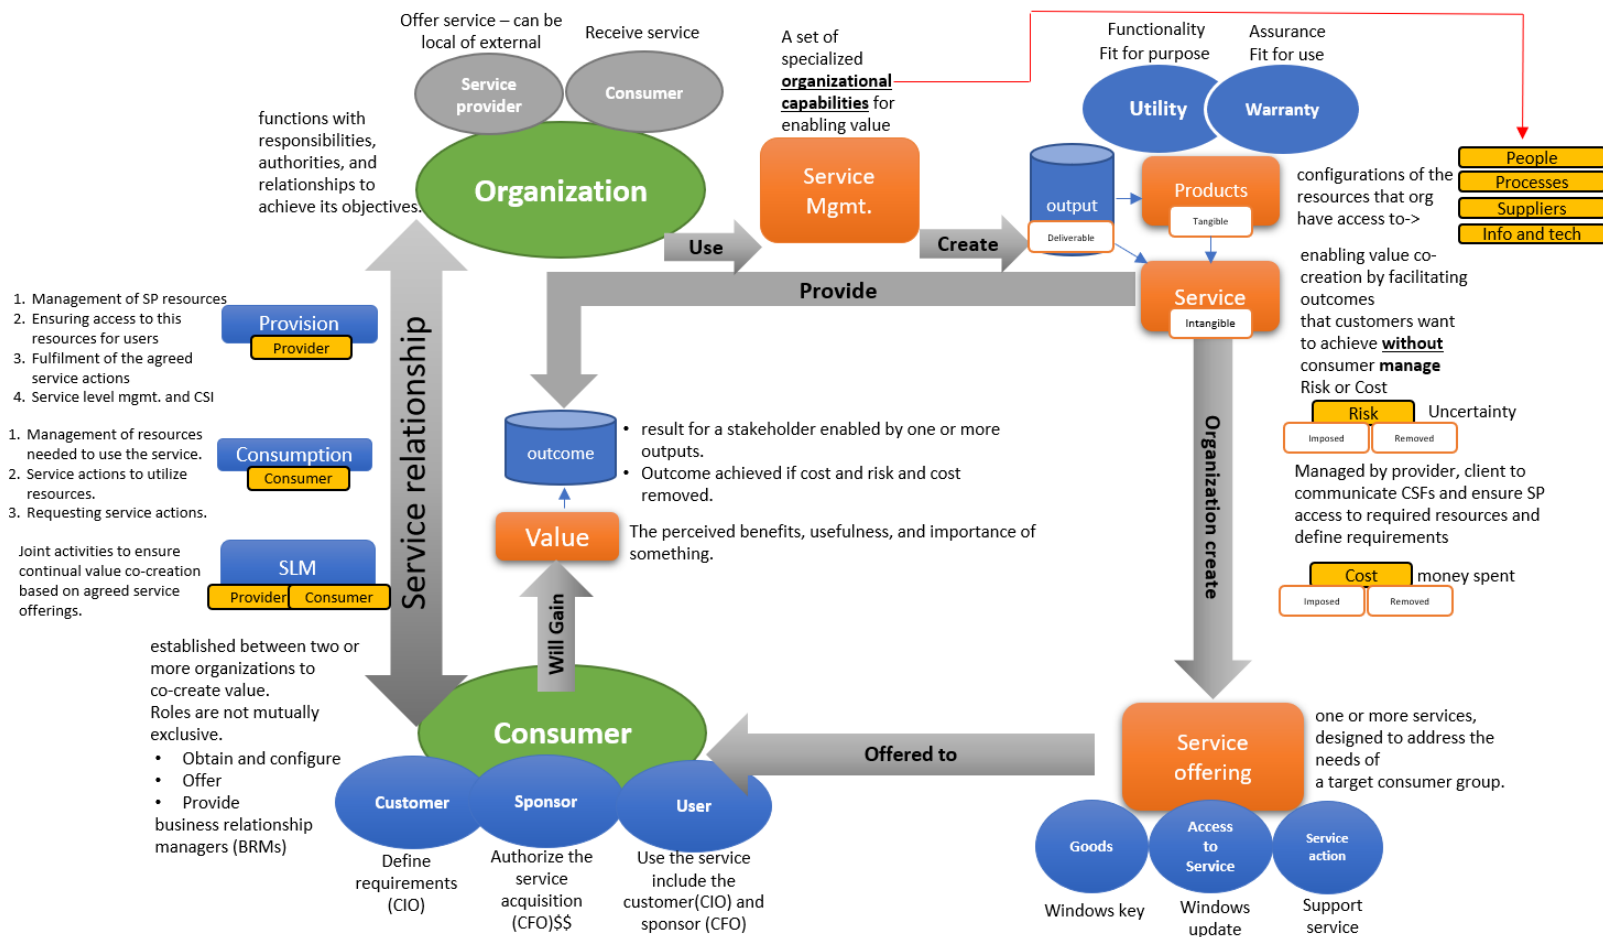 Offer service – can be
local of external
Receive service
Service
provider
Consumer
functions with
responsibilities,
authorities, and
relationships to
achieve its objectives.
Organization
A set of
specialized
organizational
capabilities for
enabling value
Service
Mgmt.
Use
Create
Functionality
Fit for purpose
Assurance
Fit for use
Utility
Warranty
output
Deliverable
Products
Tangible
configurations of the
resources that org
have access to->
People
Processes
Suppliers
Info and tech
Provide
Service
Intangible
enabling value co-
creation by facilitating
outcomes
that customers want
to achieve without
consumer manage
Risk or Cost
Risk
Uncertainty
Imposed
Removed
Managed by provider, client to
communicate CSFs and ensure SP
access to required resources and
define requirements
Cost
money spent
Imposed
Removed
1. Management of SP resources
2. Ensuring access to this
resources for users
3. Fulfilment of the agreed
service actions
4. Service level mgmt. and CSI
Provision
Provider
1. Management of resources
needed to use the service.
2. Service actions to utilize
resources.
3. Requesting service actions.
Consumption
Consumer
Joint activities to ensure
continual value co-creation
based on agreed service
offerings.
SLM
Provider
Consumer
Service relationship
established between two or
more organizations to
co-create value.
Roles are not mutually
exclusive.
• Obtain and configure
• Offer
• Provide
business relationship
managers (BRMs)
outcome
• result for a stakeholder enabled by one or more
outputs.
• Outcome achieved if cost and risk and cost
removed.
Value
The perceived benefits, usefulness, and importance of
something.
Will Gain
Organization create
Consumer
Customer
Sponsor
User
Define
requirements
(CIO)
Authorize the
service
acquisition
(CFO)$$
Use the service
include the
customer(CIO) and
sponsor (CFO)
Offered to
Service
offering
one or more services,
designed to address the
needs of
a target consumer group.
Goods
Access
to
Service
Service
action
Windows key
Windows
update
Support
service